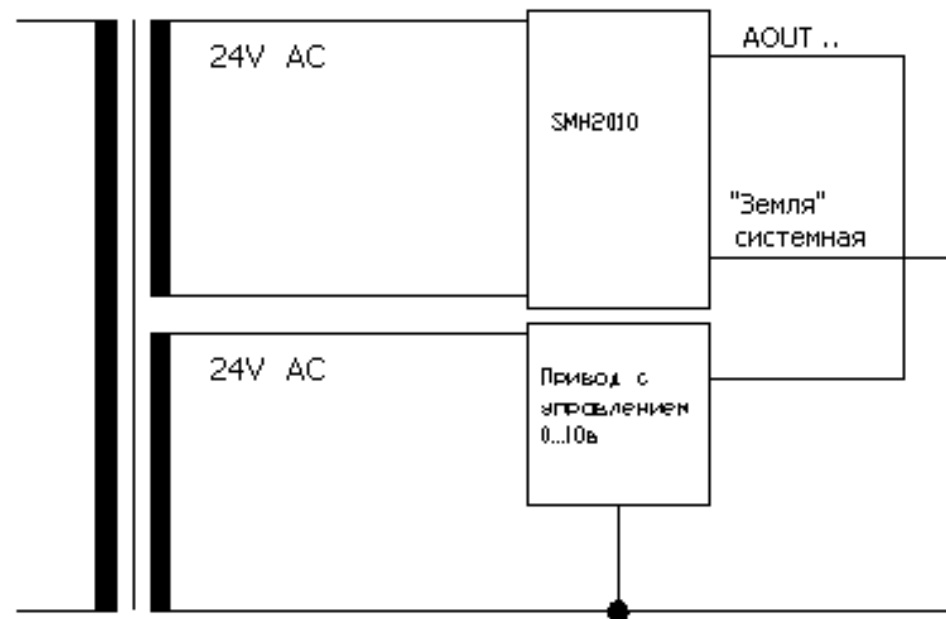 24V AC
AOUT ..
SMH2010
"Земля"
системная
24V AC
Привод с
управлением
0...10в